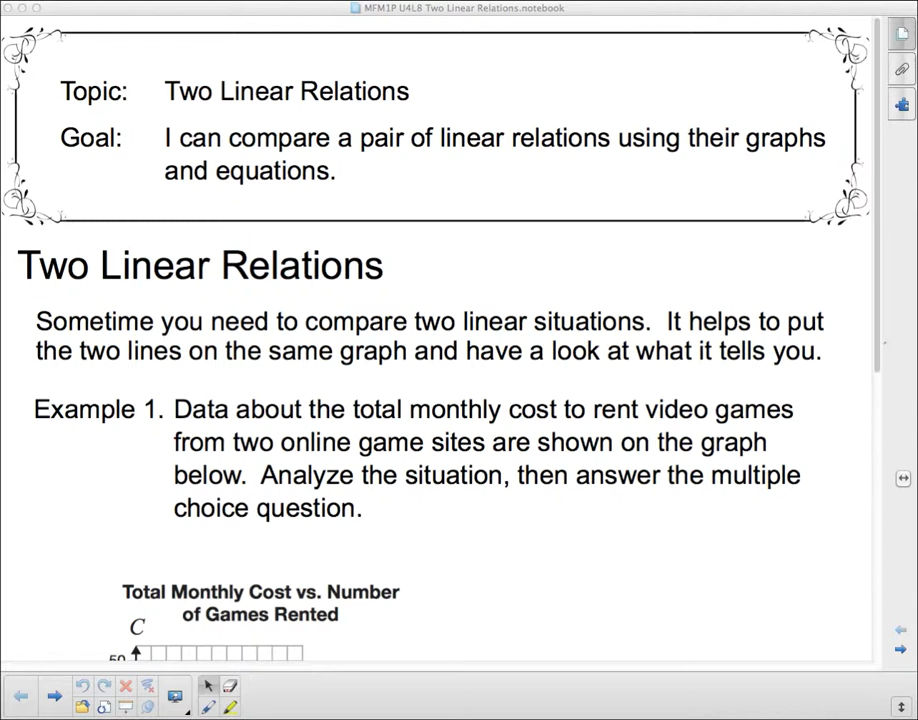 MFM1P U4L8 Two Linear Relations.notebook
Topic: Two Linear Relations
Goal: I can compare a pair of linear relations using their graphs
and equations.
Two Linear Relations
Sometime you need to compare two linear situations. It helps to put
the two lines on the same graph and have a look at what it tells you.
Example 1. Data about the total monthly cost to rent video games
from two online game sites are shown on the graph
below. Analyze the situation, then answer the multiple
choice question.
Total Monthly Cost vs. Number
of Games Rented
C
50